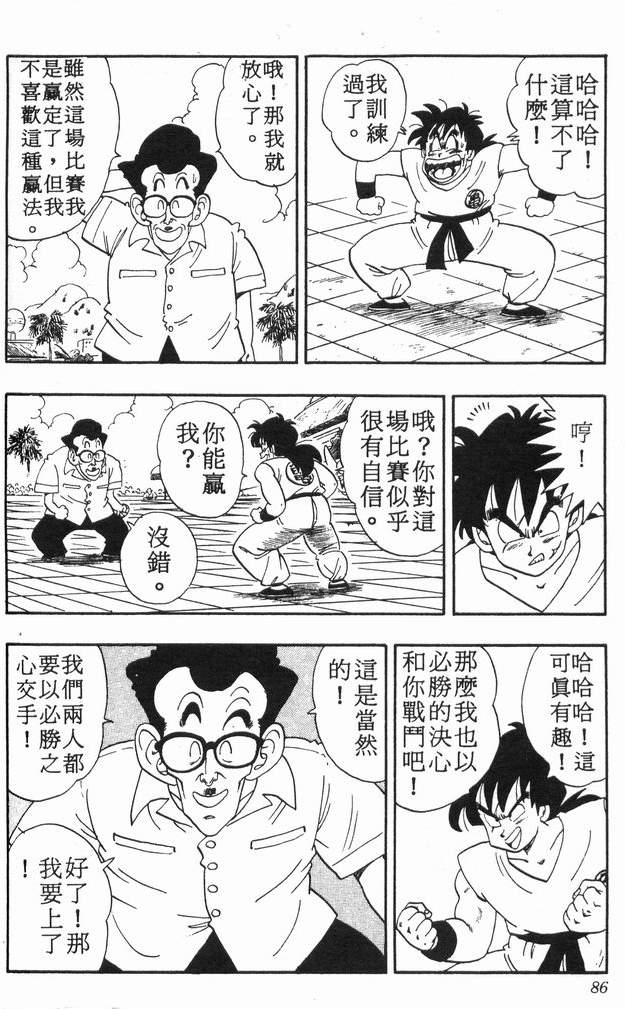 哈哈哈！
這算不了
什麼！
我訓練
過了。
哦！那我就
放心了。
雖然這場比賽我
是贏定了，但我
不喜歡這種贏法。
哼！
哦？你對這
場比賽似乎
很有自信。
你能贏
我？
沒錯。
哈哈哈！這
可眞有趣！
那麼我也以
必勝的決心
和你戰鬥吧！
這是當然
的！
我們兩人都
要以必勝之
心交手！
好了！那
我要上了
！
86